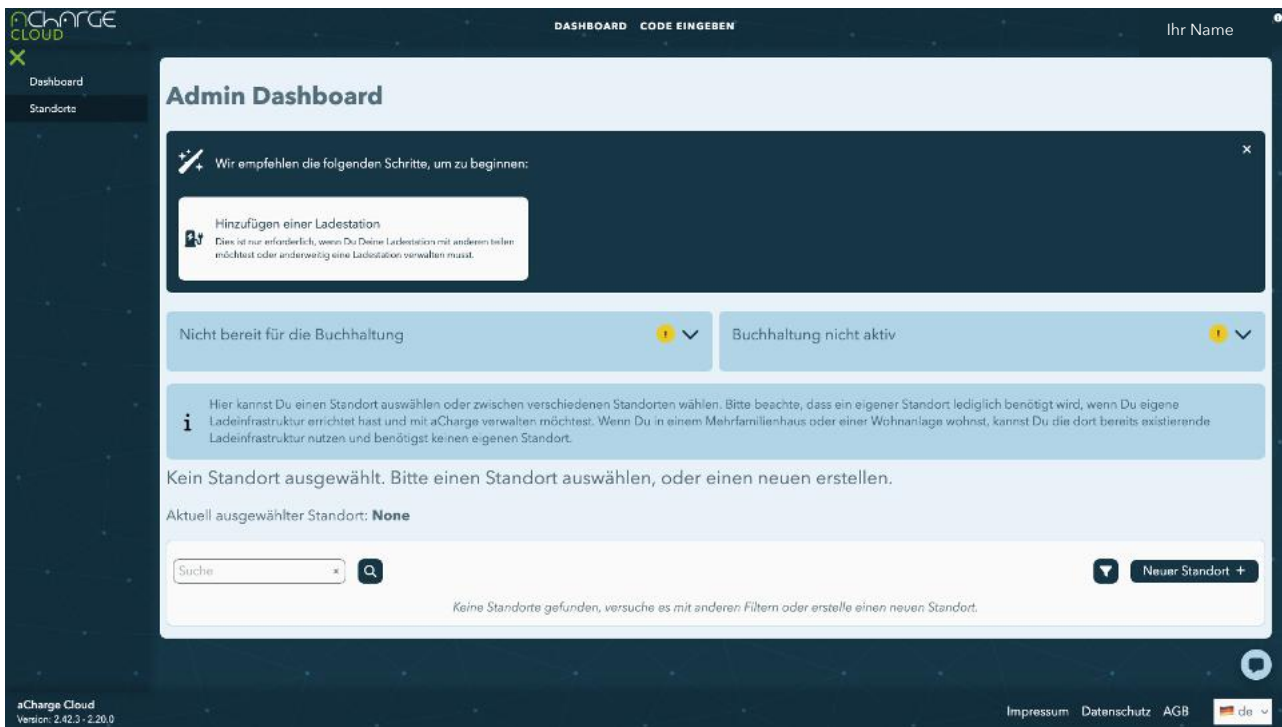 aCharge
CLOUD
DASHBOARD CODE EINGEBEN
Ihr Name
Dashboard
Standorte
Admin Dashboard
Wir empfehlen die folgenden Schritte, um zu beginnen:
×
Hinzufügen einer Ladestation
Dies ist nur erforderlich, wenn Du Deine Ladestation mit anderen teilen
möchtest oder anderweitig eine Ladestation verwalten musst.
Nicht bereit für die Buchhaltung
!
Buchhaltung nicht aktiv
!
i
Hier kannst Du einen Standort auswählen oder zwischen verschiedenen Standorten wählen. Bitte beachte, dass ein eigener Standort lediglich benötigt wird, wenn Du eigene
Ladeinfrastruktur errichtet hast und mit aCharge verwalten möchtest. Wenn Du in einem Mehrfamilienhaus oder einer Wohnanlage wohnst, kannst Du die dort bereits existierende
Ladeinfrastruktur nutzen und benötigst keinen eigenen Standort.
Kein Standort ausgewählt. Bitte einen Standort auswählen, oder einen neuen erstellen.
Aktuell ausgewählter Standort: None
Suche ×
Neuer Standort +
Keine Standorte gefunden, versuche es mit anderen Filtern oder erstelle einen neuen Standort.
aCharge Cloud
Version: 2.42.3 - 2.20.0
Impressum Datenschutz AGB
de